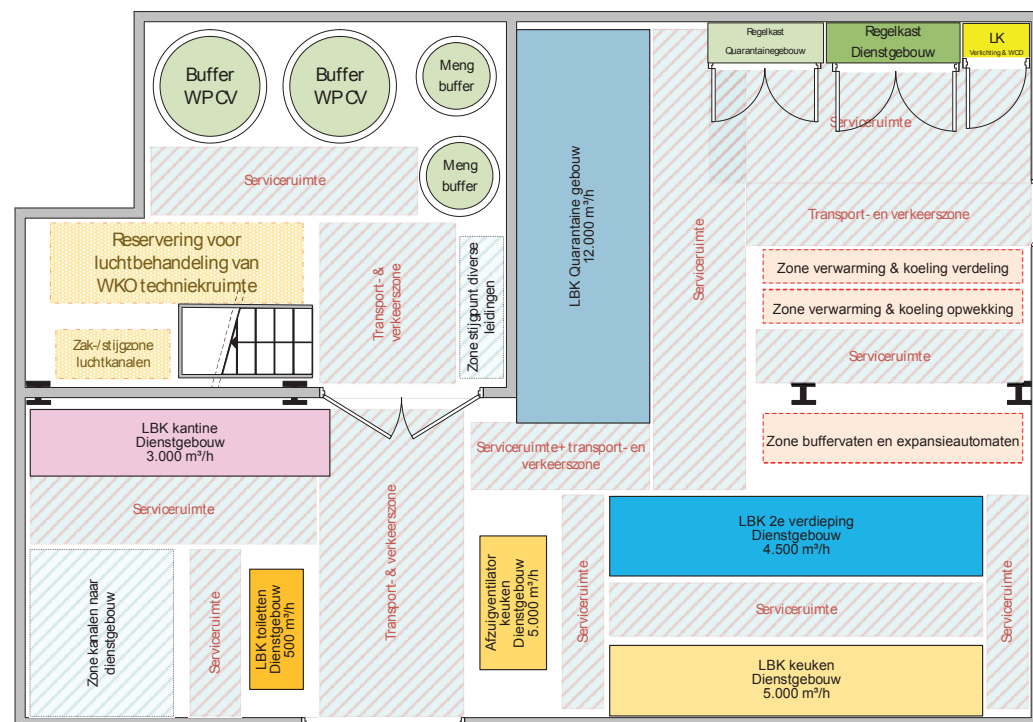 Buffer
WPCV
Buffer
WPCV
Meng
buffer
Meng
buffer
Regelkast
Quarantainegebouw
Regelkast
Dienstgebouw
LK
Verlichting & WCD
Serviceruimte
Serviceruimte
Transport- en verkeerszone
Reservering voor
luchtbehandeling van
WKO techniekruimte
Zak-/stijgzone
luchtkanalen
Transport- &
verkeerszone
Zone stijgpunt diverse
leidingen
LBK Quarantaine gebouw
12.000 m³/h
Serviceruimte
Zone verwarming & koeling verdeling
Zone verwarming & koeling opwekking
Serviceruimte
Zone buffervaten en expansieautomaten
LBK kantine
Dienstgebouw
3.000 m³/h
Serviceruimte
Serviceruimte+ transport- en
verkeerszone
Zone kanalen naar
dienstgebouw
Serviceruimte
LBK toiletten
Dienstgebouw
500 m³/h
Transport- & verkeerszone
Afzuigventilator
keuken
Dienstgebouw
5.000 m³/h
Serviceruimte
LBK 2e verdieping
Dienstgebouw
4.500 m³/h
Serviceruimte
LBK keuken
Dienstgebouw
5.000 m³/h
Serviceruimte